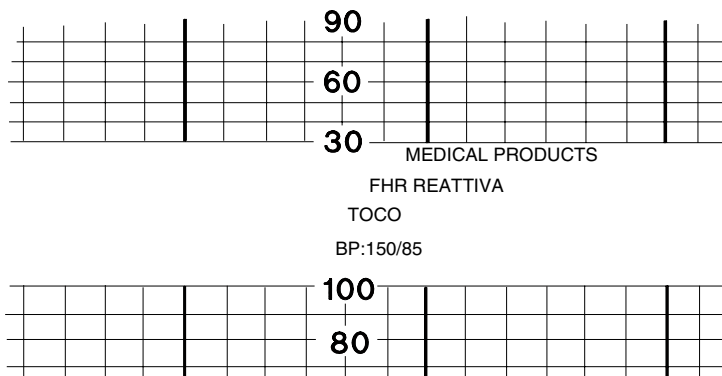 90
60
30
MEDICAL PRODUCTS
FHR REATTIVA
TOCO
BP:150/85
100
80